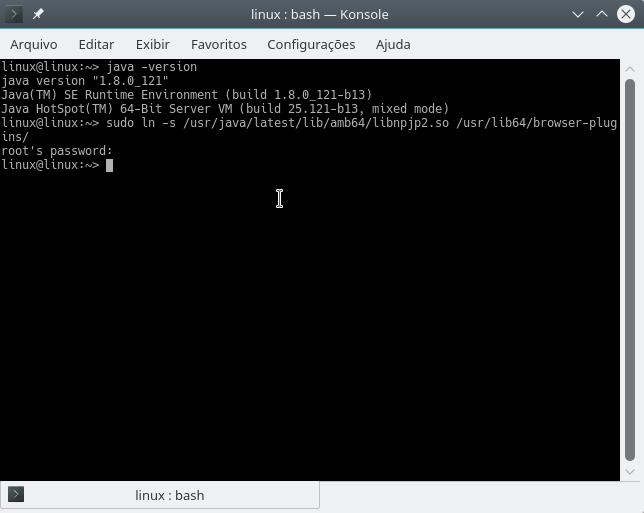 linux : bash — Konsole
Arquivo Editar Exibir Favoritos Configurações Ajuda
linux@linux:~> java -version
java version "1.8.0_121"
Java(TM) SE Runtime Environment (build 1.8.0_121-b13)
Java HotSpot(TM) 64-Bit Server VM (build 25.121-b13, mixed mode)
linux@linux:~> sudo ln -s /usr/java/latest/lib/amb64/libnpjp2.so /usr/lib64/browser-plug
ins/
root's password:
linux@linux:~>
linux : bash